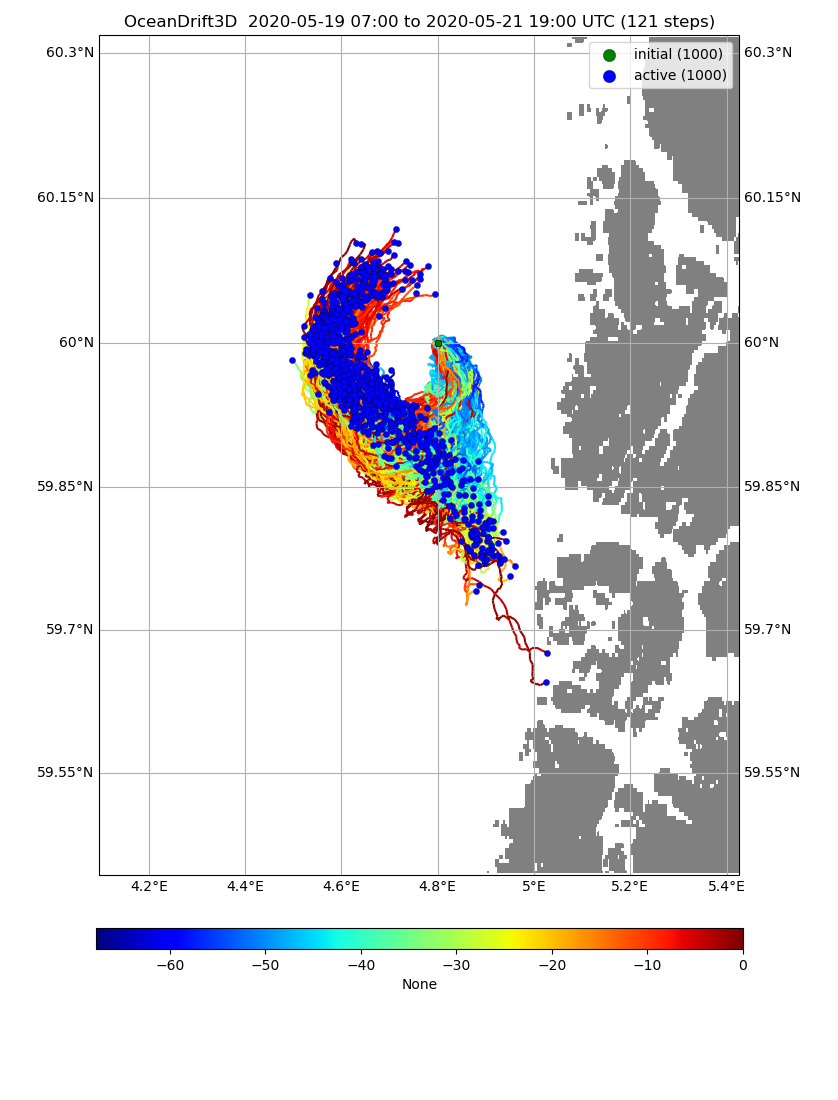 OceanDrift3D  2020-05-19 07:00 to 2020-05-21 19:00 UTC (121 steps)
initial (1000)
active (1000)
60.3°N 60.3°N
60.15°N 60.15°N
60°N 60°N
59.85°N 59.85°N
59.7°N 59.7°N
59.55°N 59.55°N
4.2°E 4.4°E 4.6°E 4.8°E 5°E 5.2°E 5.4°E
−60 −50 −40 −30 −20 −10 0
None